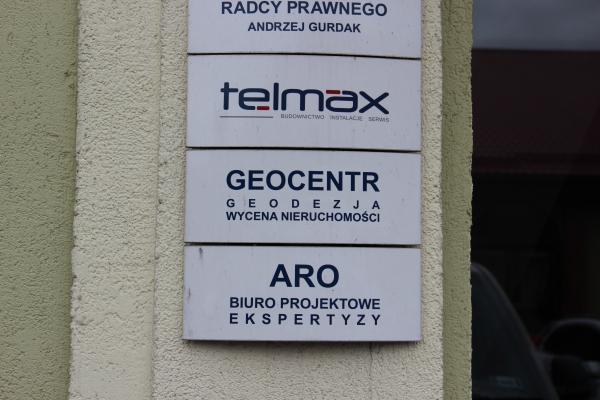 RADCY PRAWNEGO
ANDRZEJ GURDAK
telmax
BUDOWNICTWO INSTALACJE SERWIS
GEOCENTR
GEODEZJA
WYCENA NIERUCHOMOŚCI
ARO
BIURO PROJEKTOWE
EKSPERTYZY